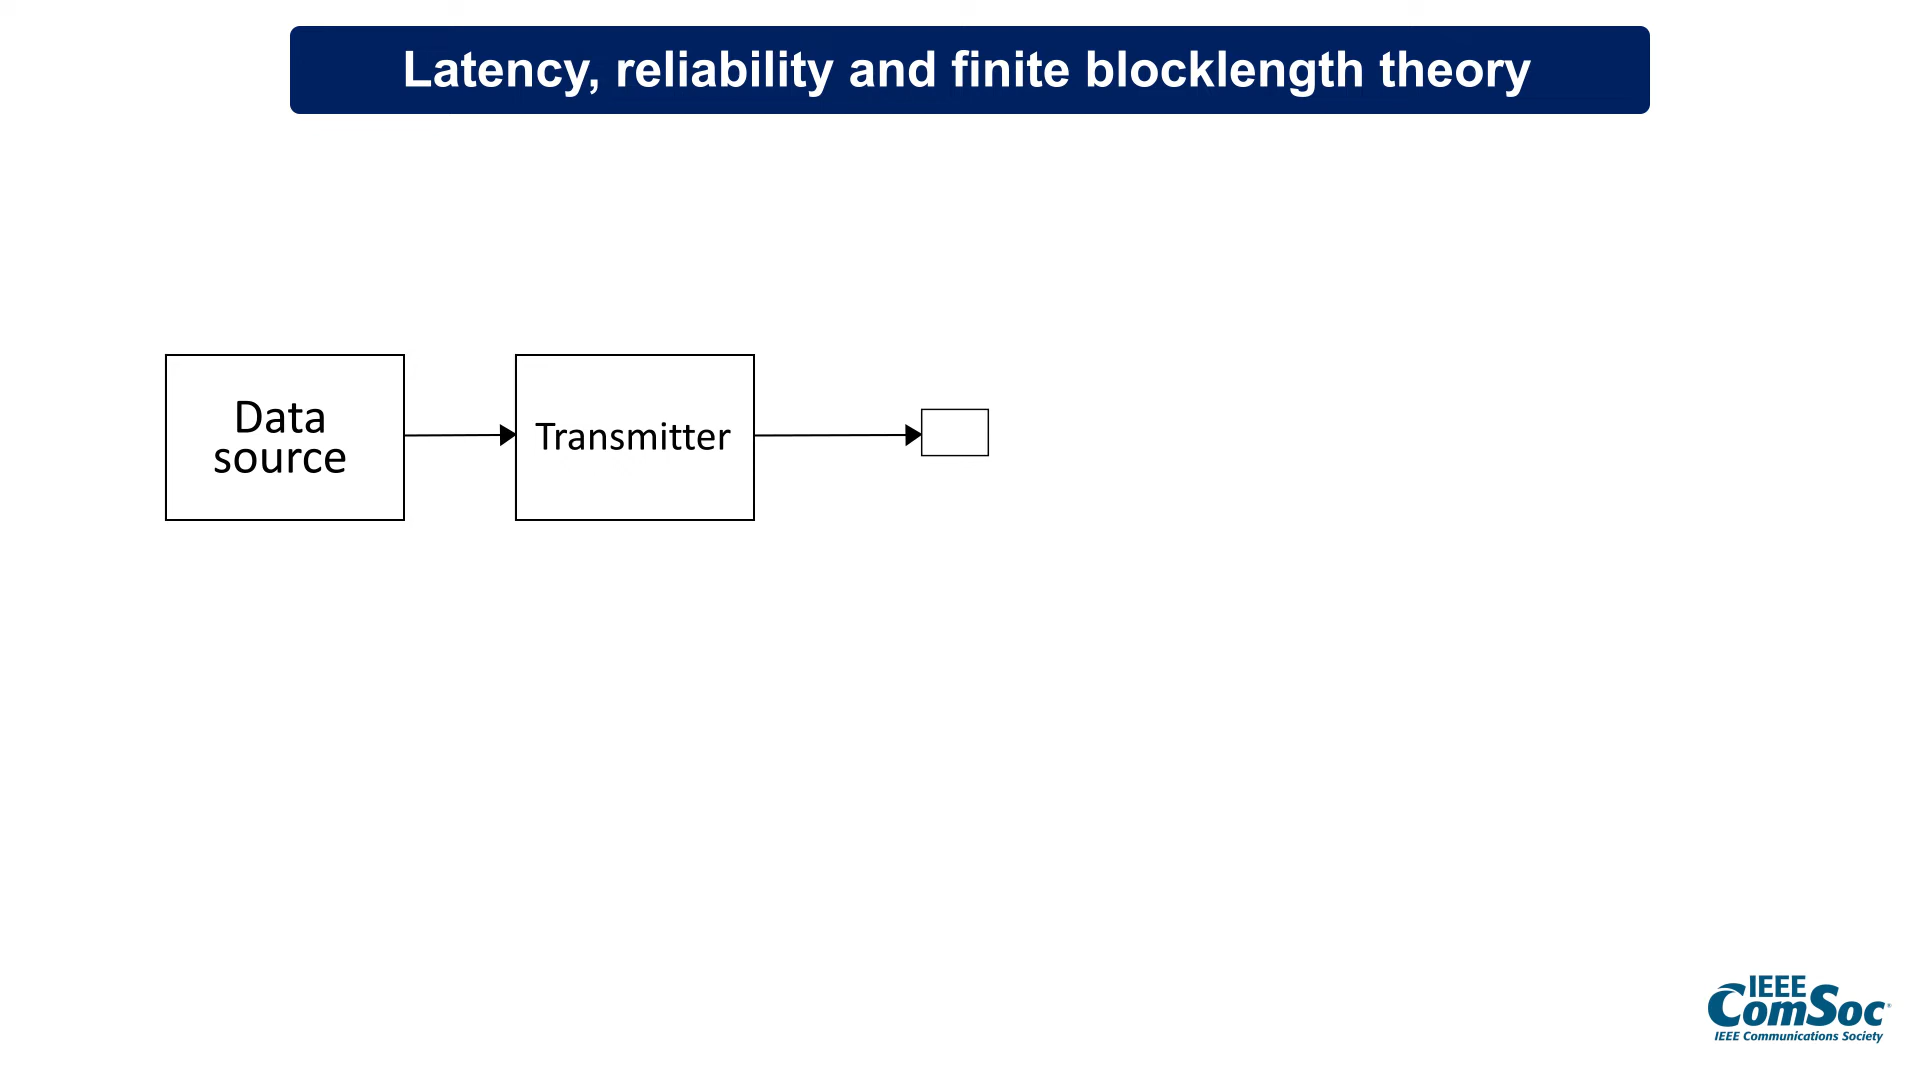 Latency, reliability and finite blocklength theory
Data
source
Transmitter
IEEE
ComSoc®
IEEE Communications Society